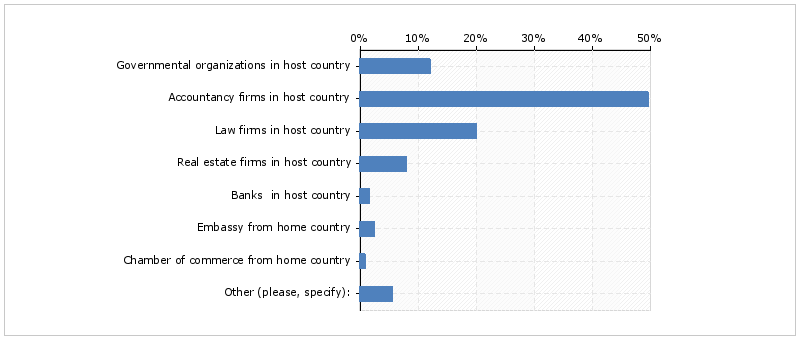 0% 10% 20% 30% 40% 50%
Governmental organizations in host country
Accountancy firms in host country
Law firms in host country
Real estate firms in host country
Banks  in host country
Embassy from home country
Chamber of commerce from home country
Other (please, specify):